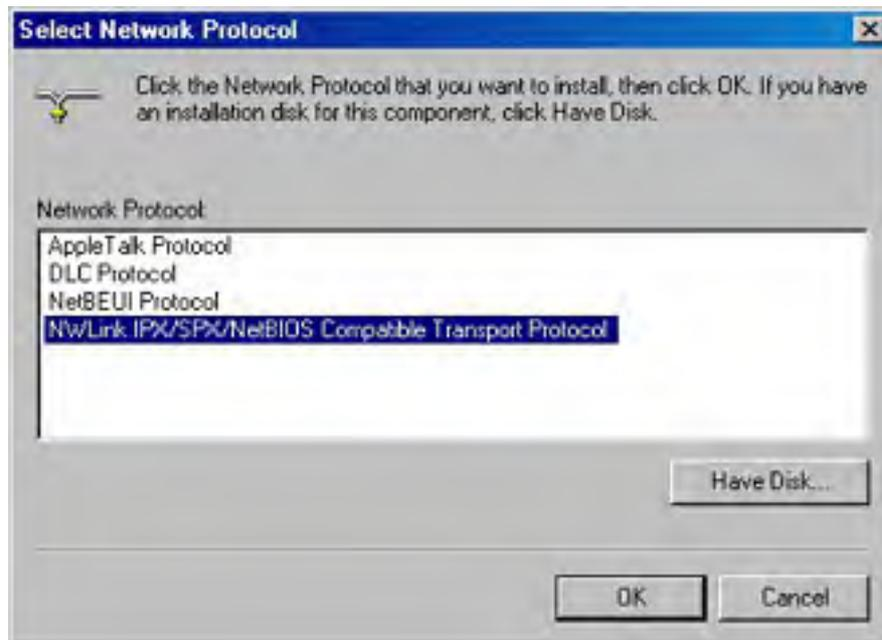 Select Network Protocol
Click the Network Protocol that you want to install, then click OK. If you have
an installation disk for this component, click Have Disk.
Network Protocol:
AppleTalk Protocol
DLC Protocol
NetBEUI Protocol
NWLink IPX/SPX/NetBIOS Compatible Transport Protocol
Have Disk...
OK
Cancel